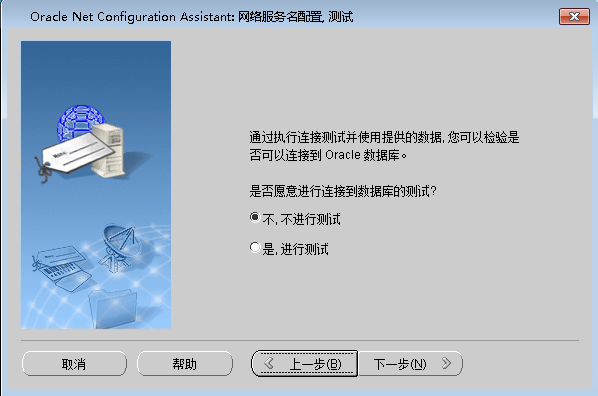 Oracle Net Configuration Assistant: 网络服务名配置, 测试
通过执行连接测试并使用提供的数据, 您可以检验是
否可以连接到 Oracle 数据库。
是否愿意进行连接到数据库的测试?
不, 不进行测试
是, 进行测试
取消 帮助 上一步(B) 下一步(N)